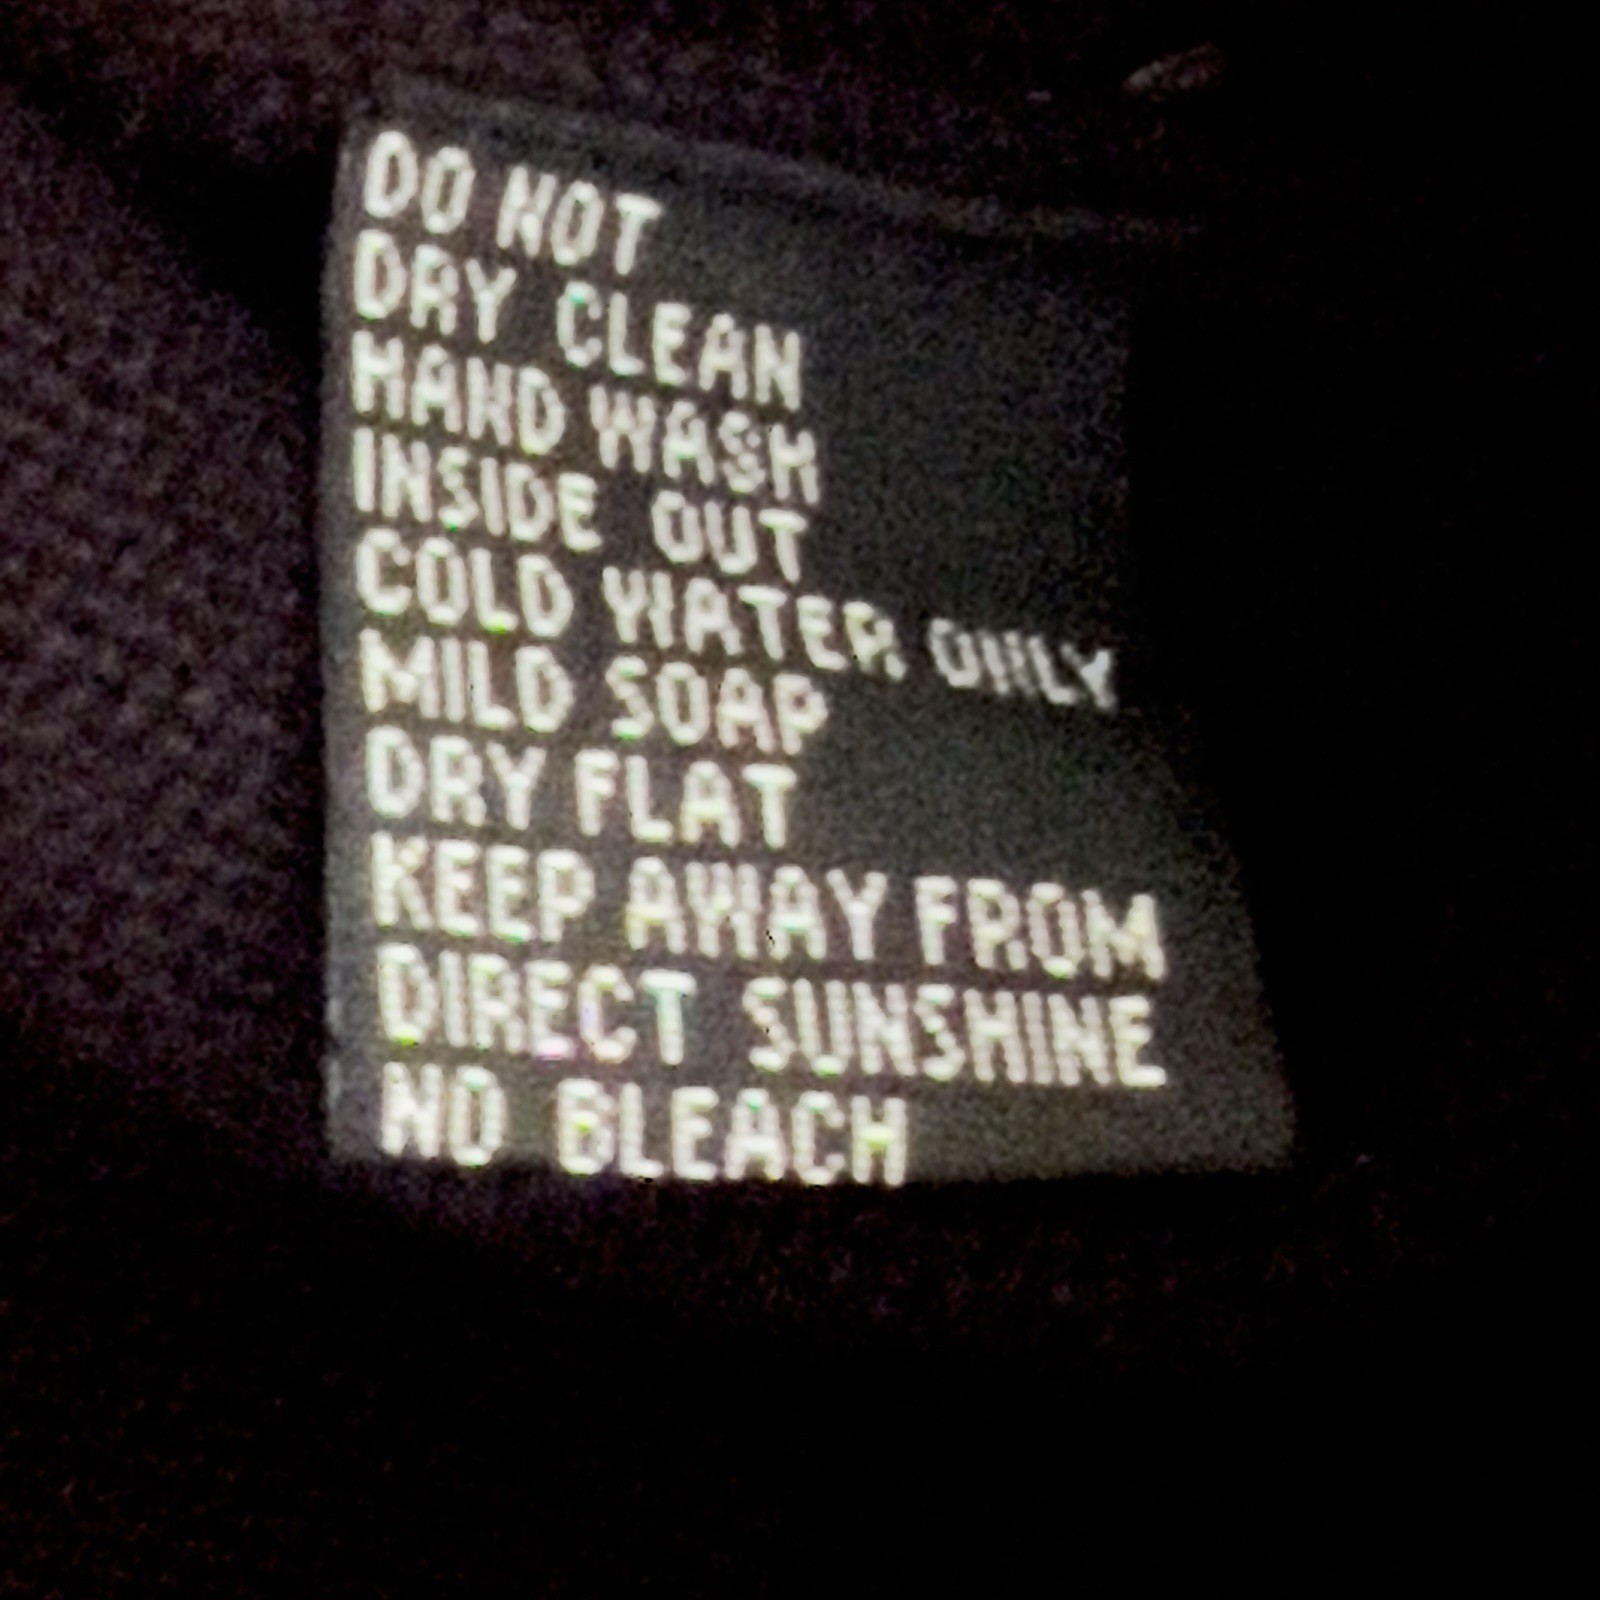 DO NOT
DRY CLEAN
HAND WASH
INSIDE OUT
COLD WATER ONLY
MILD SOAP
DRY FLAT
KEEP AWAY FROM
DIRECT SUNSHINE
NO BLEACH